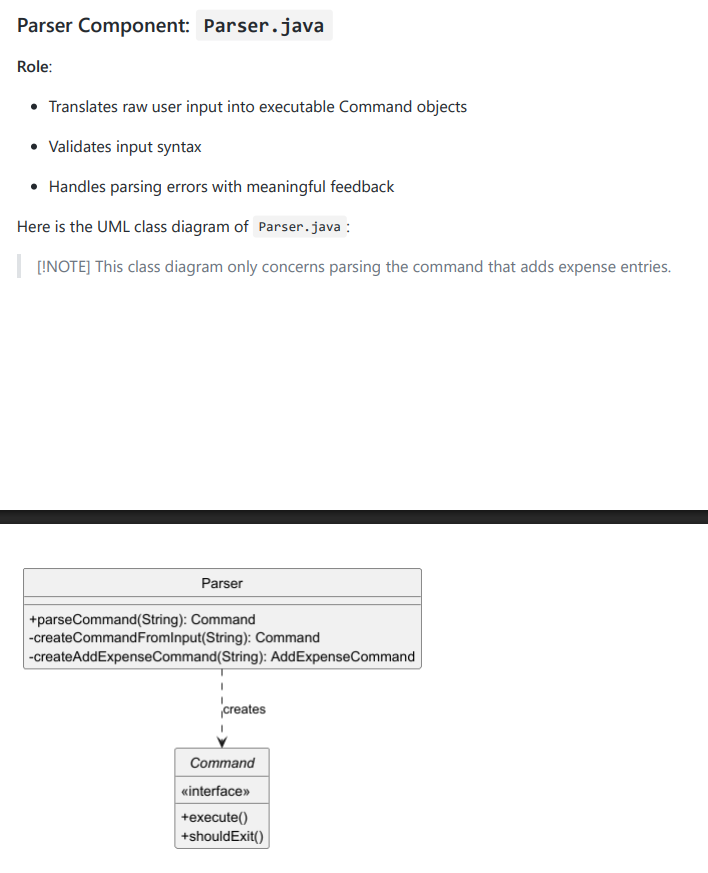 Parser Component: Parser.java
Role:
Translates raw user input into executable Command objects
Validates input syntax
Handles parsing errors with meaningful feedback
Here is the UML class diagram of Parser.java:
[!NOTE] This class diagram only concerns parsing the command that adds expense entries.
Parser
+parseCommand(String): Command
-createCommandFromInput(String): Command
-createAddExpenseCommand(String): AddExpenseCommand
creates
Command
«interface»
+execute()
+shouldExit()